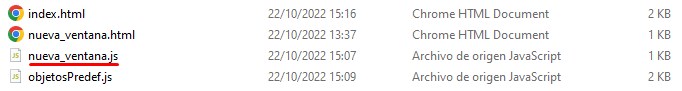 index.html 22/10/2022 15:16 Chrome HTML Document 2 KB
nueva_ventana.html 22/10/2022 13:37 Chrome HTML Document 1 KB
JS nueva_ventana.js 22/10/2022 15:07 Archivo de origen JavaScript 1 KB
JS objetosPredef.js 22/10/2022 15:09 Archivo de origen JavaScript 2 KB